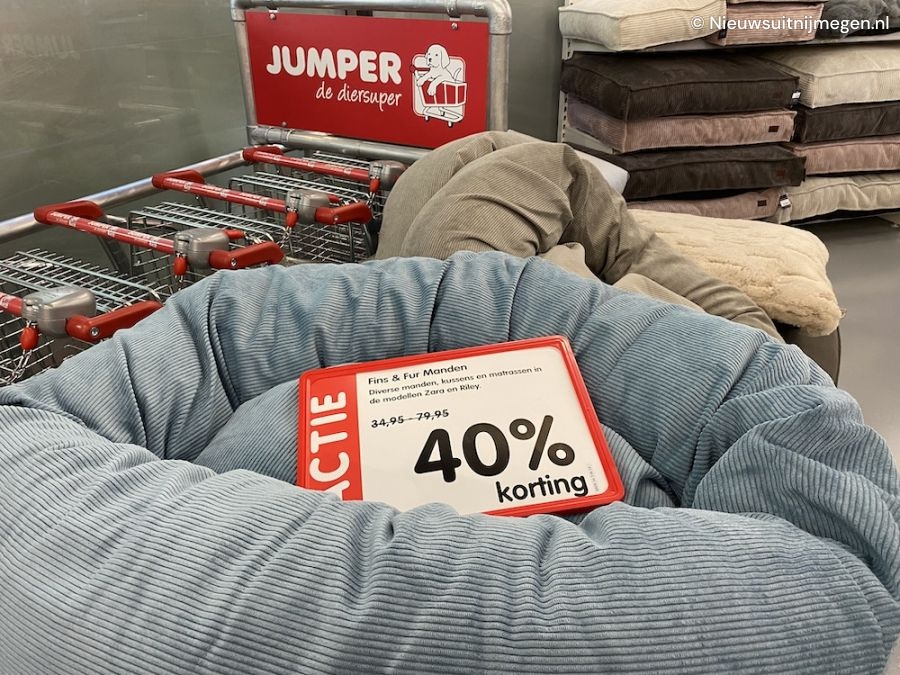 © Nieuwsuitnijmegen.nl
JUMPER
de diersuper
ACTIE
Fins & Fur Manden
Diverse manden, kussens en matrassen in
de modellen Zara en Riley.
34,95 - 79,95
40%
korting